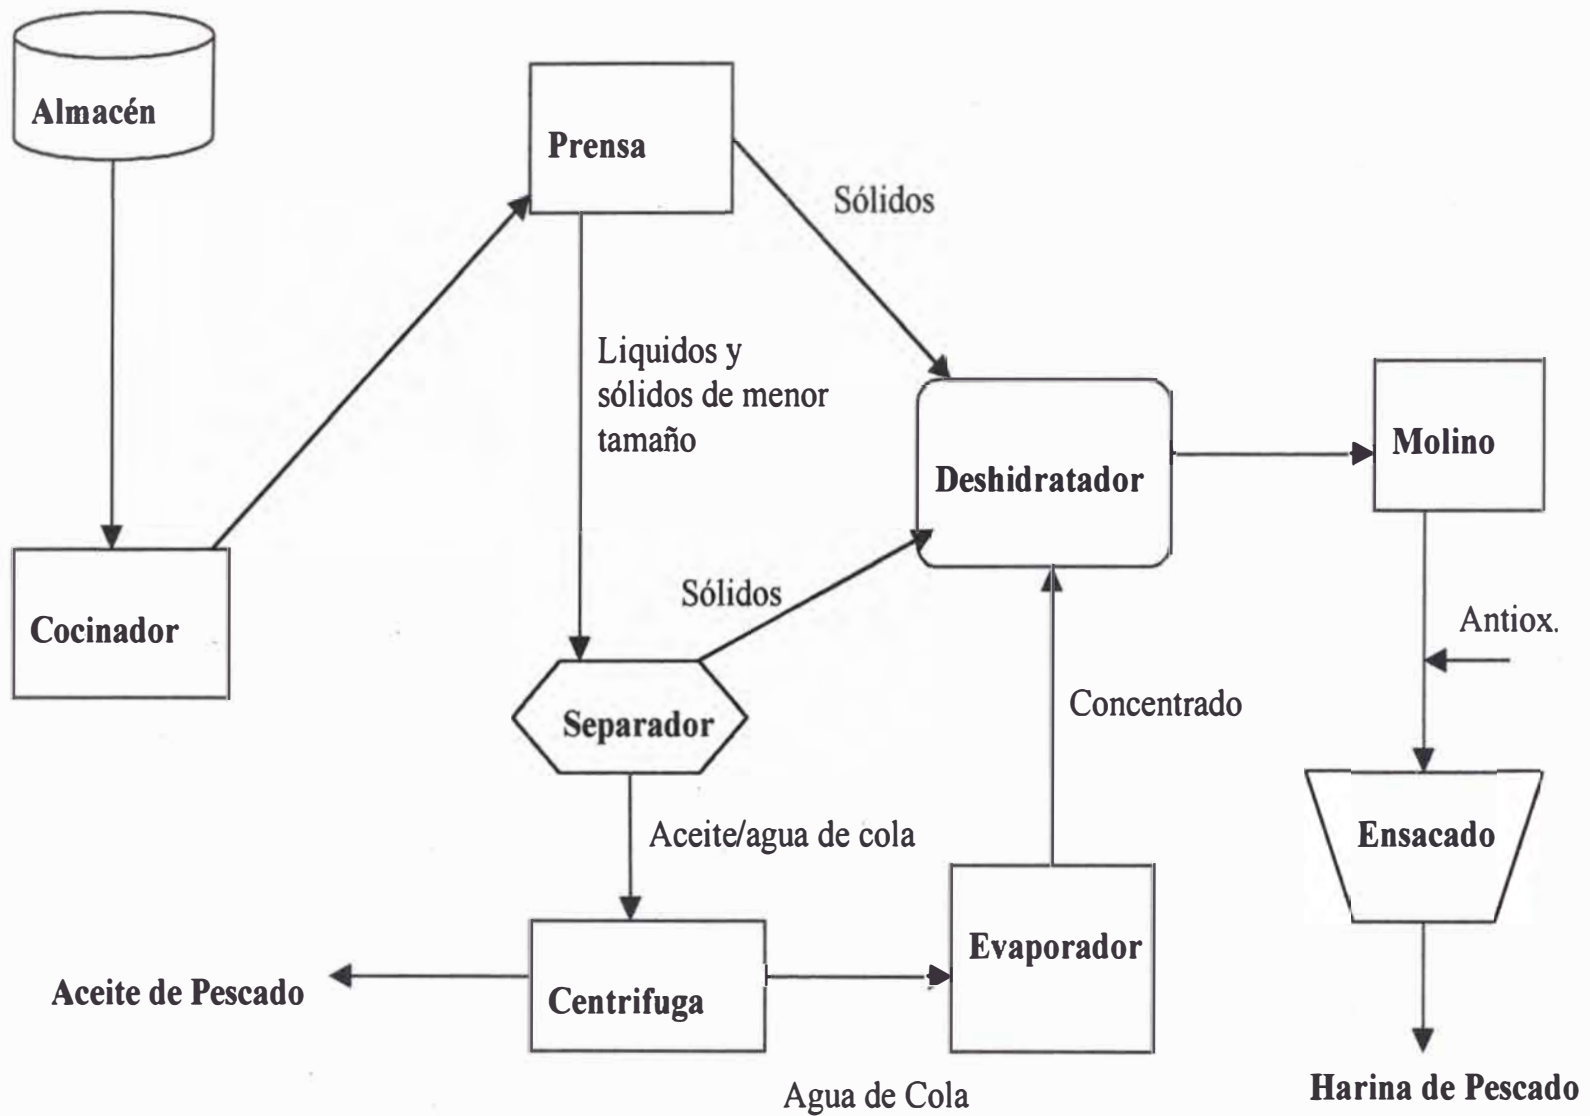 Almacén
Prensa
Sólidos
Liquidos y
sólidos de menor
tamaño
Molino
Deshidratador
Sólidos
Cocinador
Antiox.
Separador
Concentrado
Aceite/agua de cola
Ensacado
Evaporador
Aceite de Pescado
Centrifuga
Agua de Cola
Harina de Pescado